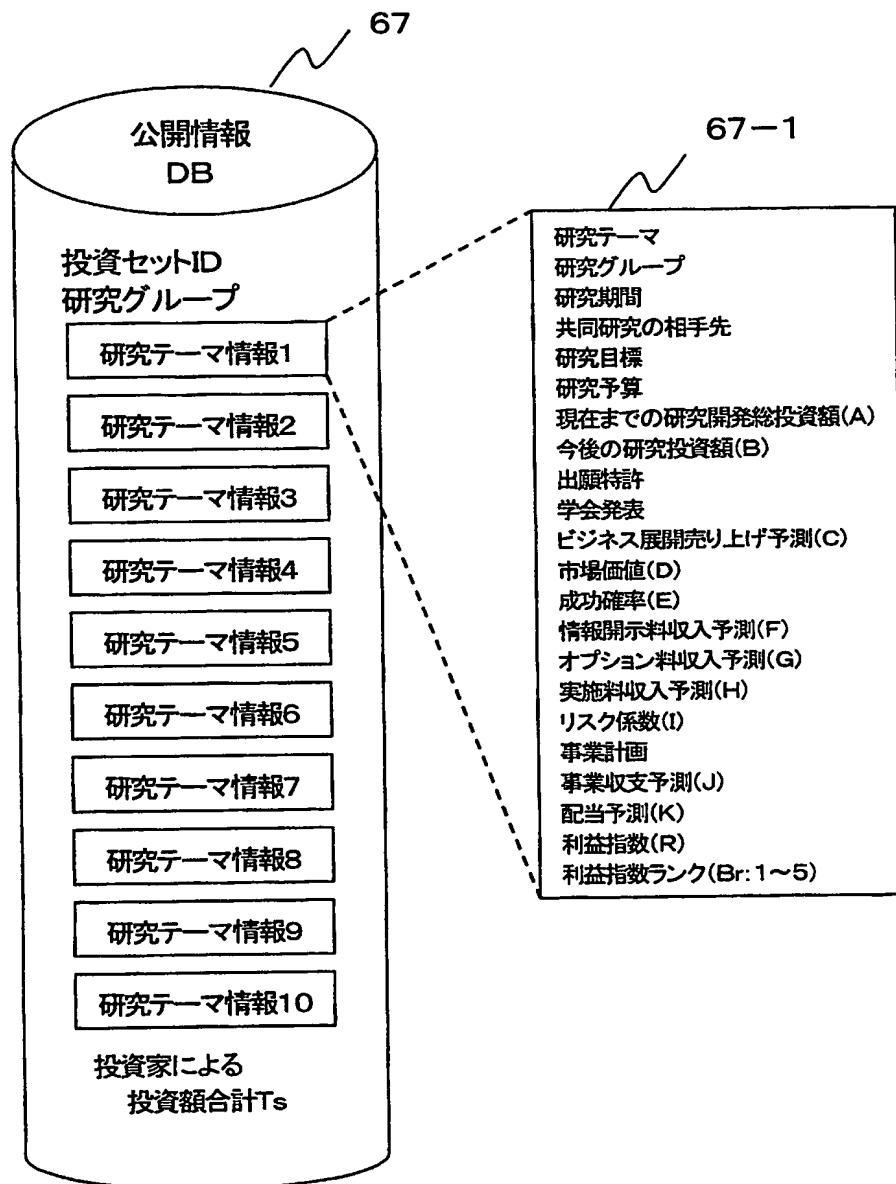 67
公開情報
DB
投資セットID
研究グループ
研究テーマ情報1
研究テーマ情報2
研究テーマ情報3
研究テーマ情報4
研究テーマ情報5
研究テーマ情報6
研究テーマ情報7
研究テーマ情報8
研究テーマ情報9
研究テーマ情報10
投資家による
投資額合計Ts
67-1
研究テーマ
研究グループ
研究期間
共同研究の相手先
研究目標
研究予算
現在までの研究開発総投資額(A)
今後の研究投資額(B)
出願特許
学会発表
ビジネス展開売り上げ予測(C)
市場価値(D)
成功確率(E)
情報開示料収入予測(F)
オプション料収入予測(G)
実施料収入予測(H)
リスク係数(I)
事業計画
事業収支予測(J)
配当予測(K)
利益指数(R)
利益指数ランク(Br:1~5)